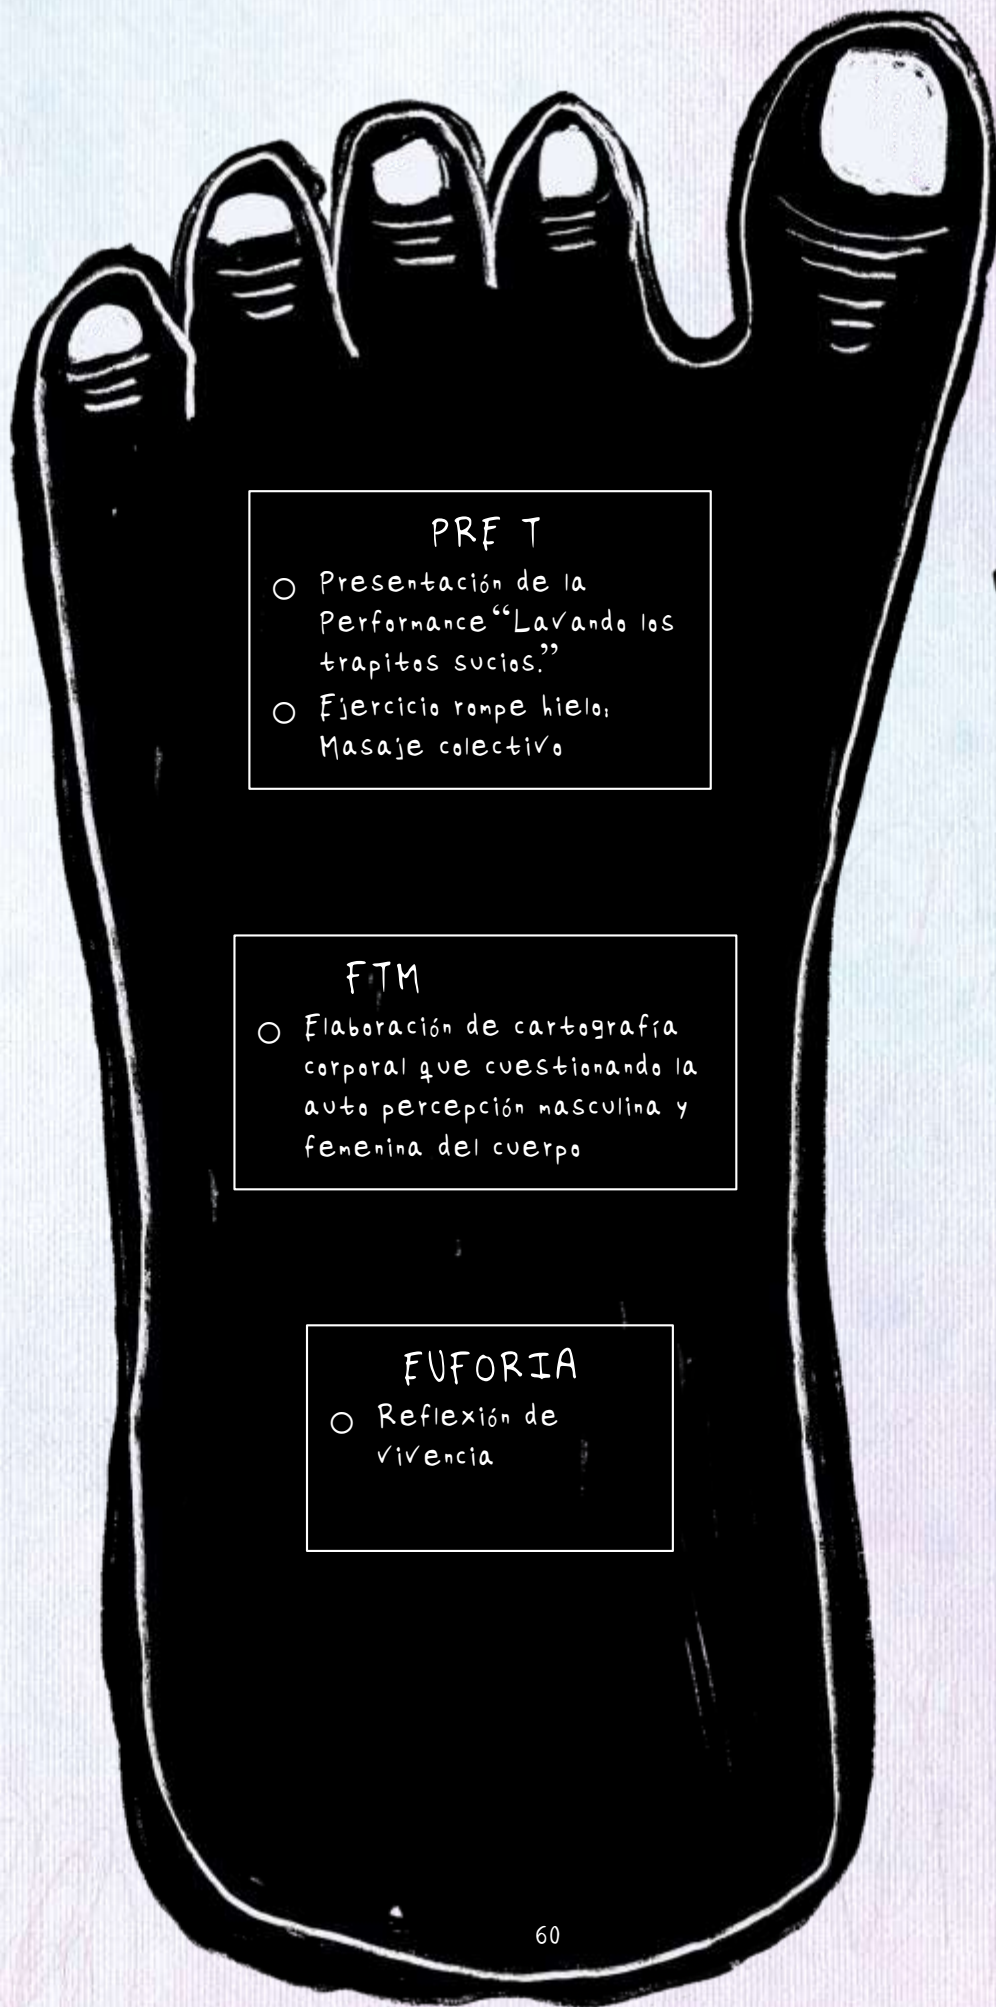 PRE T
○ Presentación de la
Performance “Lavando los
trapitos sucios.”
○ Ejercicio rompe hielo:
Masaje colectivo
FTM
○ Elaboración de cartografía
corporal que cuestionando la
auto percepción masculina y
femenina del cuerpo
EUFORIA
○ Reflexión de
vivencia
60